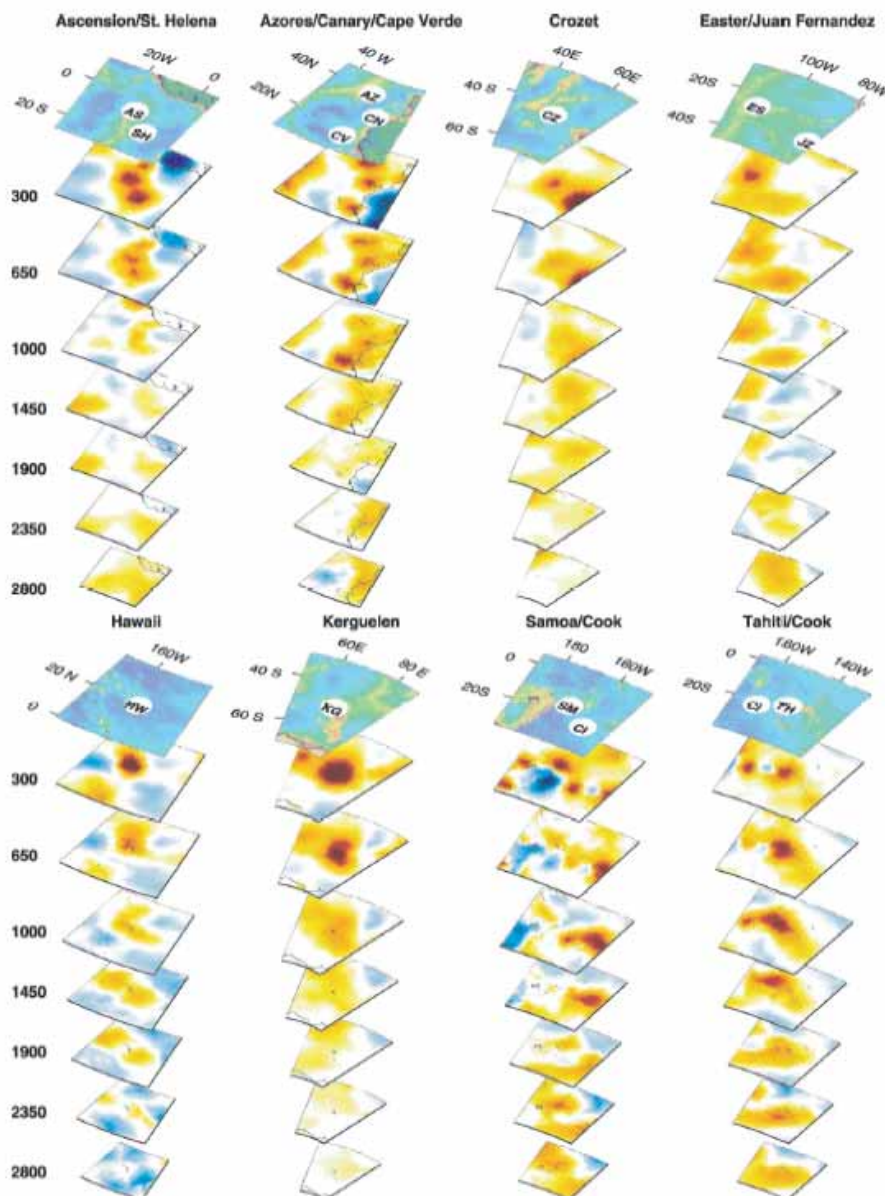 Ascension/St. Helena Azores/Canary/Cape Verde Crozet Easter/Juan Fernandez
20W 0 0 20 S AS SH
40 W 40N 20N AZ CN CV
40E 60E 40 S 60 S CZ
100W 80W 20S 40S ES JZ
300
650
1000
1450
1900
2350
2800
Hawaii Kerguelen Samoa/Cook Tahiti/Cook
160W 20 N 0 HW
60E 80 E 40 S 60 S KG
0 180 160W 20S SM CI
0 160W 140W 20S CI TH
300
650
1000
1450
1900
2350
2800